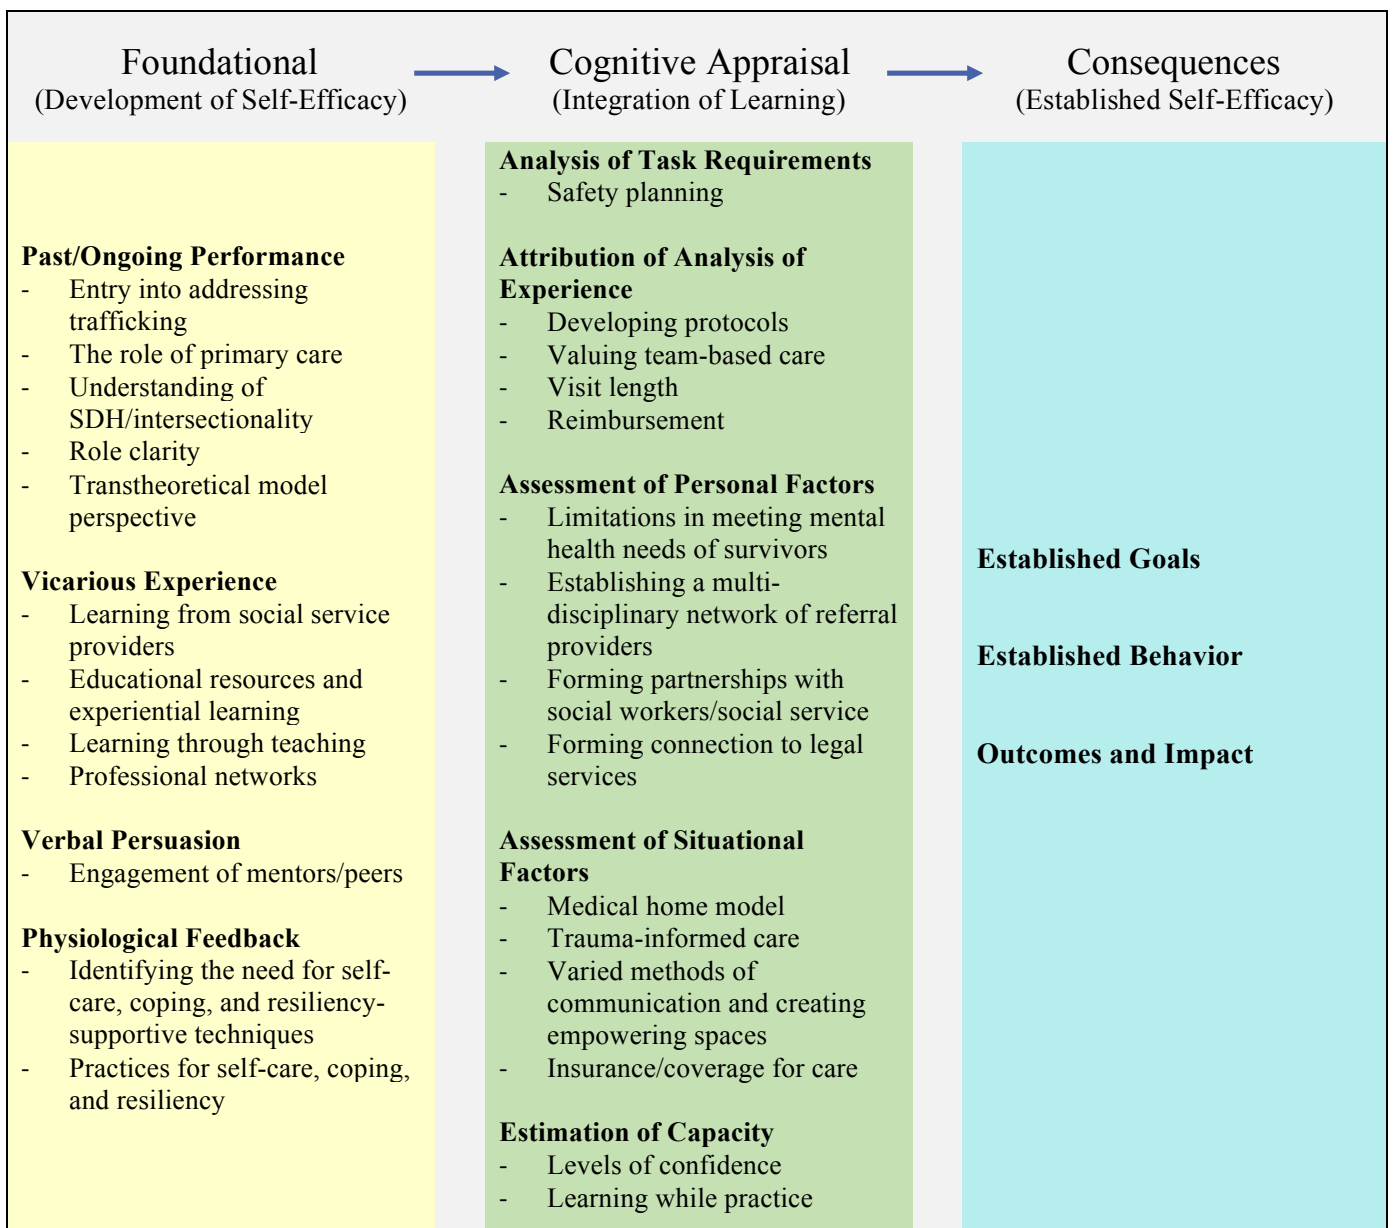 Foundational
(Development of Self-Efficacy)
Cognitive Appraisal
(Integration of Learning)
Consequences
(Established Self-Efficacy)
Past/Ongoing Performance
- Entry into addressing
trafficking
- The role of primary care
- Understanding of
SDH/intersectionality
- Role clarity
- Transtheoretical model
perspective
Vicarious Experience
- Learning from social service
providers
- Educational resources and
experiential learning
- Learning through teaching
- Professional networks
Verbal Persuasion
- Engagement of mentors/peers
Physiological Feedback
- Identifying the need for self-
care, coping, and resiliency-
supportive techniques
- Practices for self-care, coping,
and resiliency
Analysis of Task Requirements
- Safety planning
Attribution of Analysis of
Experience
- Developing protocols
- Valuing team-based care
- Visit length
- Reimbursement
Assessment of Personal Factors
- Limitations in meeting mental
health needs of survivors
- Establishing a multi-
disciplinary network of referral
providers
- Forming partnerships with
social workers/social service
- Forming connection to legal
services
Assessment of Situational
Factors
- Medical home model
- Trauma-informed care
- Varied methods of
communication and creating
empowering spaces
- Insurance/coverage for care
Estimation of Capacity
- Levels of confidence
- Learning while practice
Established Goals
Established Behavior
Outcomes and Impact